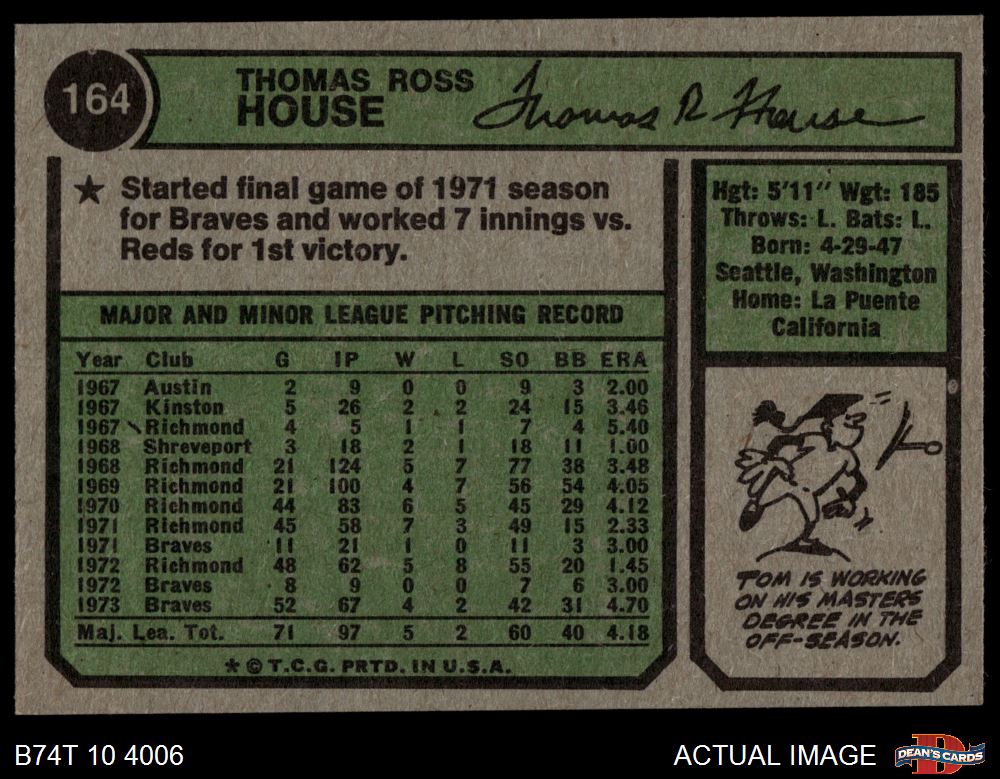 164
THOMAS ROSS
HOUSE
Thomas R House
★ Started final game of 1971 season
for Braves and worked 7 innings vs.
Reds for 1st victory.
MAJOR AND MINOR LEAGUE PITCHING RECORD
Year Club G IP W L SO BB ERA
1967 Austin 2 9 0 0 9 3 2.00
1967 Kinston 5 26 2 2 24 15 3.46
1967 Richmond 4 5 1 1 7 4 5.40
1968 Shreveport 3 18 2 1 18 11 1.00
1968 Richmond 21 124 5 7 77 38 3.48
1969 Richmond 21 100 4 7 56 54 4.05
1970 Richmond 44 83 6 5 45 29 4.12
1971 Richmond 45 58 7 3 49 15 2.33
1971 Braves 11 21 1 0 11 3 3.00
1972 Richmond 48 62 5 8 55 20 1.45
1972 Braves 8 9 0 0 7 6 3.00
1973 Braves 52 67 4 2 42 31 4.70
Maj. Lea. Tot. 71 97 5 2 60 40 4.18
★ © T.C.G. PRTD. IN U.S.A.
Hgt: 5'11" Wgt: 185
Throws: L. Bats: L.
Born: 4-29-47
Seattle, Washington
Home: La Puente
California
TOM IS WORKING
ON HIS MASTERS
DEGREE IN THE
OFF-SEASON.
B74T 10 4006
ACTUAL IMAGE
D
DEAN'S CARDS